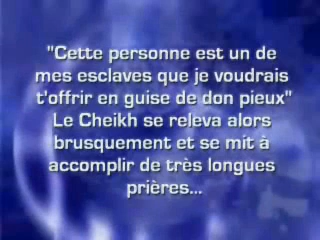 "Cette personne est un de
mes esclaves que je voudrais
t'offrir en guise de don pieux"
Le Cheikh se releva alors
brusquement et se mit à
accomplir de très longues
prières...